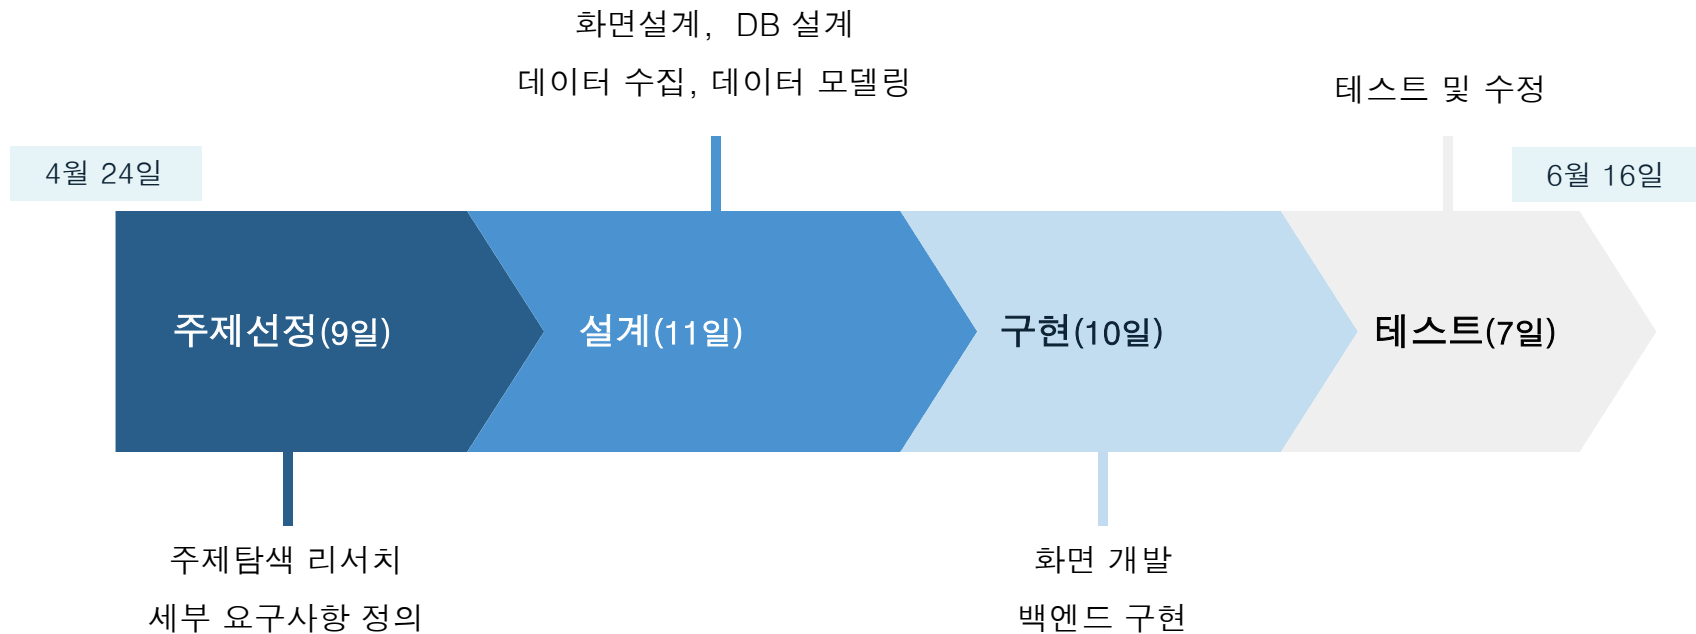 화면설계, DB 설계
데이터 수집, 데이터 모델링
테스트 및 수정
4월 24일
6월 16일
주제선정(9일)
설계(11일)
구현(10일)
테스트(7일)
주제탐색 리서치
세부 요구사항 정의
화면 개발
백엔드 구현